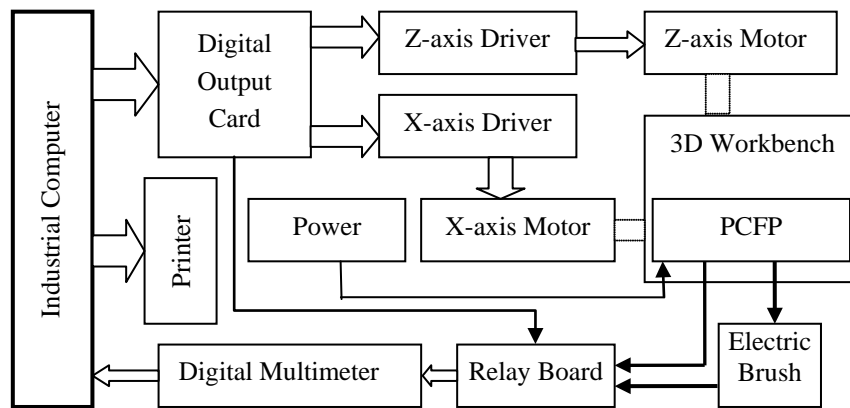 Industrial Computer
Digital
Output
Card
Z-axis Driver
Z-axis Motor
X-axis Driver
3D Workbench
Printer
Power
X-axis Motor
PCFP
Digital Multimeter
Relay Board
Electric
Brush